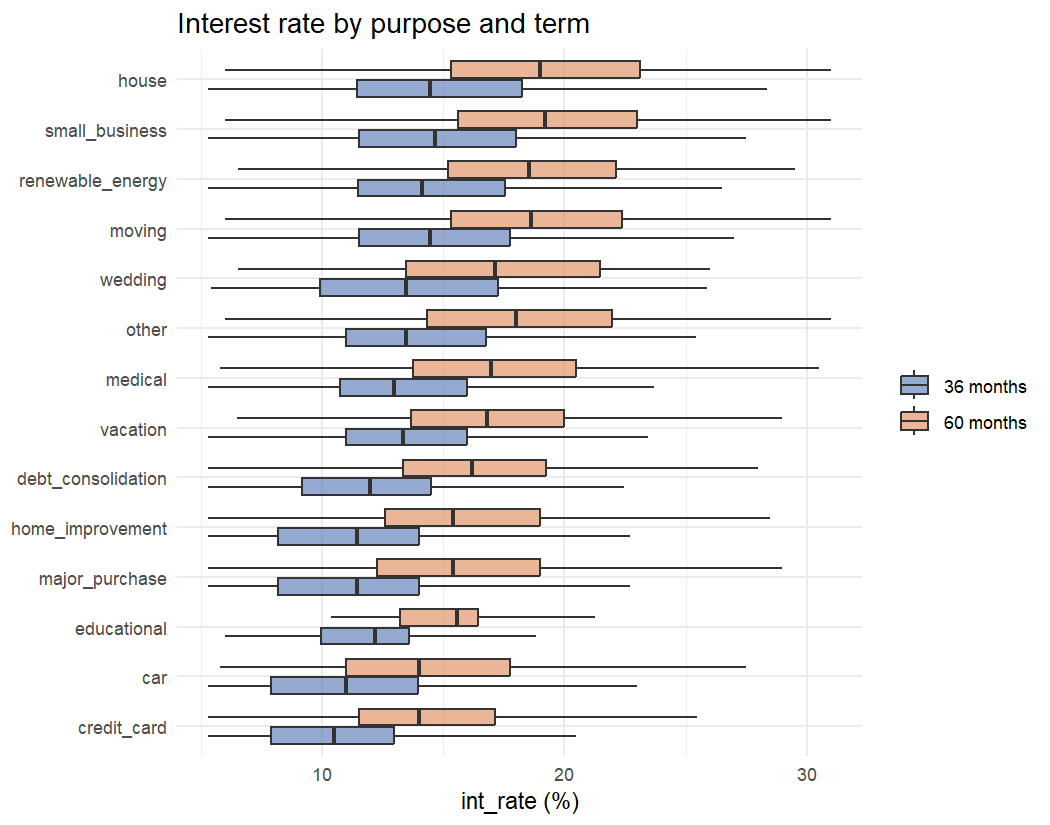 Interest rate by purpose and term
house
small_business
renewable_energy
moving
wedding
other
medical
vacation
debt_consolidation
home_improvement
major_purchase
educational
car
credit_card
36 months
60 months
10 20 30
int_rate (%)